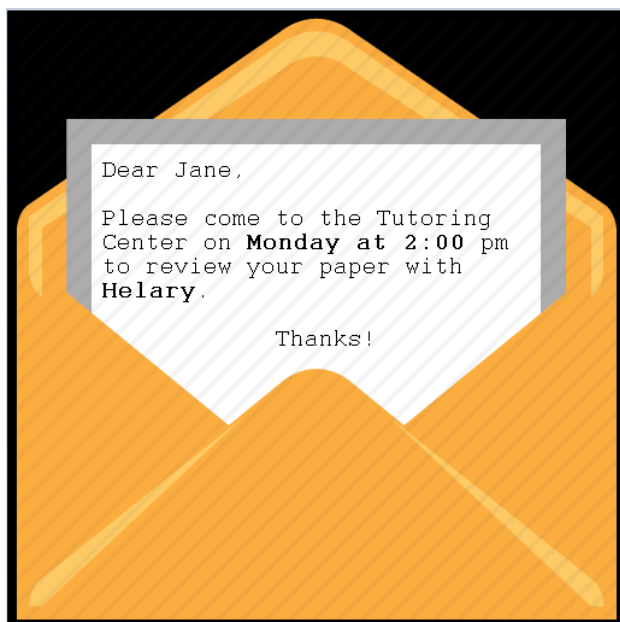 Dear Jane,
Please come to the Tutoring
Center on Monday at 2:00 pm
to review your paper with
Helary.
Thanks!